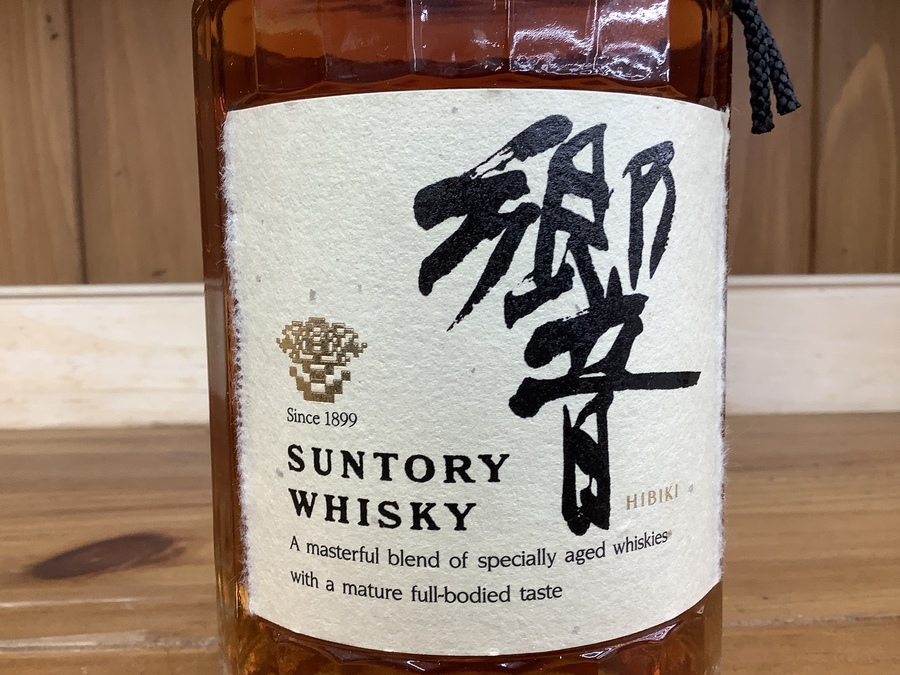 響
Since 1899
SUNTORY
WHISKY
HIBIKI
A masterful blend of specially aged whiskies
with a mature full-bodied taste